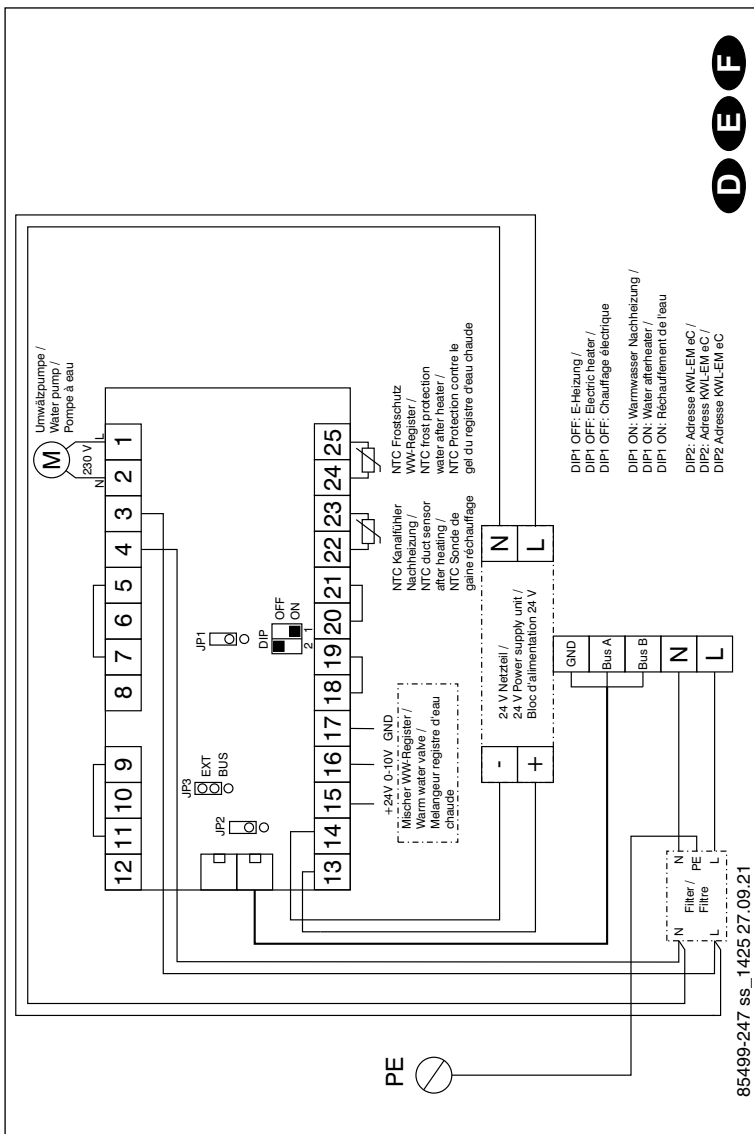 Umwälzpumpe /
Water pump /
Pompe à eau
M
230 V
N
L
12
11
10
9
8
7
6
5
4
3
2
1
JP2
JP3
EXT
BUS
JP1
DIP
OFF
ON
2 1
13
14
15
16
17
18
19
20
21
22
23
24
25
+24V 0-10V GND
Mischer WW-Register /
Warm water valve /
Melangeur registre d'eau
chaude
NTC Kanalfühler
Nachheizung /
NTC duct sensor
after heating /
NTC Sonde de
gaine réchauffage
NTC Frostschutz
WW-Register /
NTC frost protection
water after heater /
NTC Protection contre le
gel du registre d'eau chaude
-
+
24 V Netzteil /
24 V Power supply unit /
Bloc d'alimentation 24 V
N
L
GND
Bus A
Bus B
N
L
DIP1 OFF: E-Heizung /
DIP1 OFF: Electric heater /
DIP1 OFF: Chauffage électrique
DIP1 ON: Warmwasser Nachheizung /
DIP1 ON: Water afterheater /
DIP1 ON: Réchauffement de l'eau
DIP2: Adresse KWL-EM eC /
DIP2: Adress KWL-EM eC /
DIP2 Adresse KWL-EM eC
PE
N
L
Filter /
Filtre
N
PE
L
85499-247 ss_1425 27.09.21
D E F